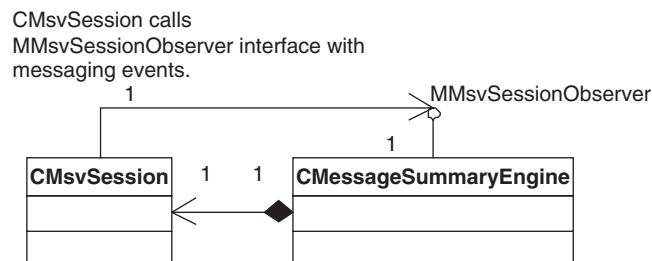 CMsvSession calls
MMsvSessionObserver interface with
messaging events.
1
MMsvSessionObserver
1
CMsvSession
1
1
CMessageSummaryEngine